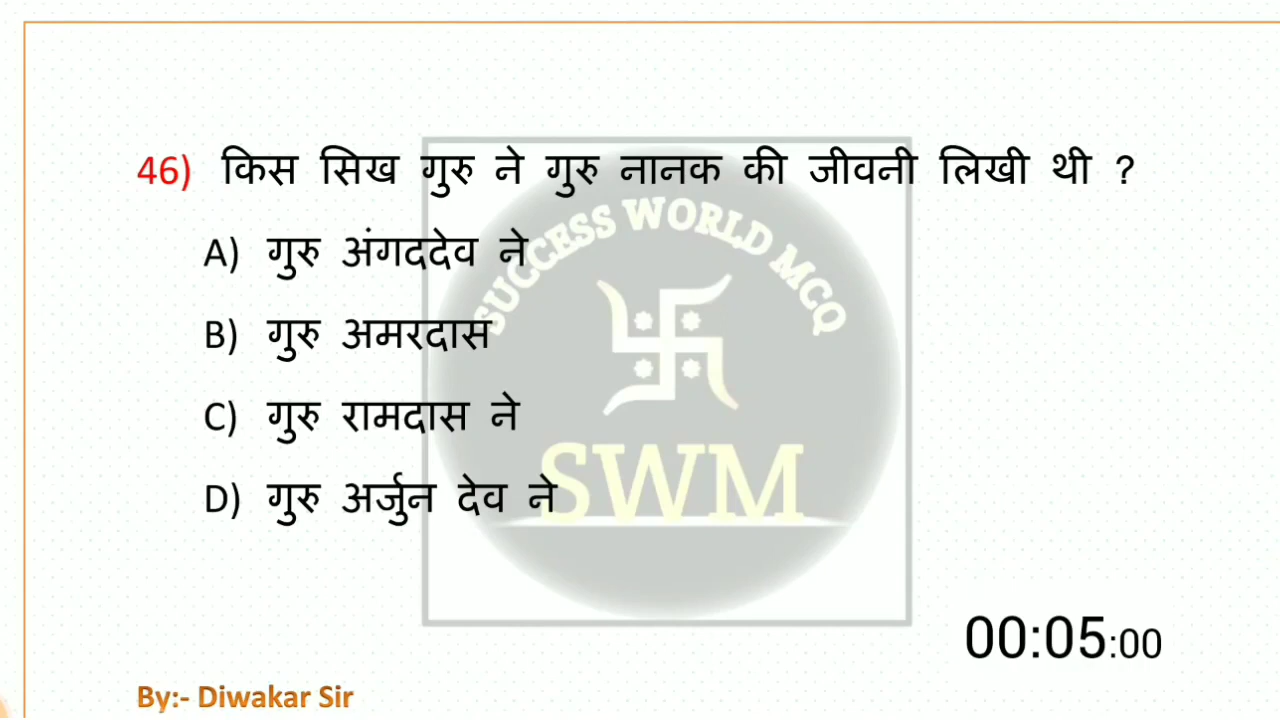 46) किस सिख गुरु ने गुरु नानक की जीवनी लिखी थी ?
A) गुरु अंगददेव ने
B) गुरु अमरदास
C) गुरु रामदास ने
D) गुरु अर्जुन देव ने
SUCCESS WORLD MCQ
SWM
00:05:00
By:- Diwakar Sir